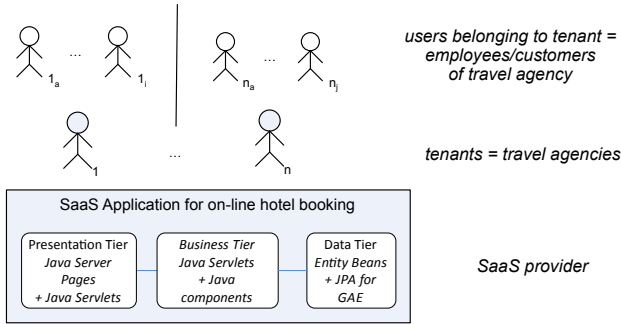 users belonging to tenant =
employees/customers
of travel agency
... ...
1a 1i na nj
tenants = travel agencies
1 ... n
SaaS Application for on-line hotel booking
Presentation Tier
Java Server
Pages
+ Java Servlets
Business Tier
Java Servlets
+ Java
components
Data Tier
Entity Beans
+ JPA for
GAE
SaaS provider